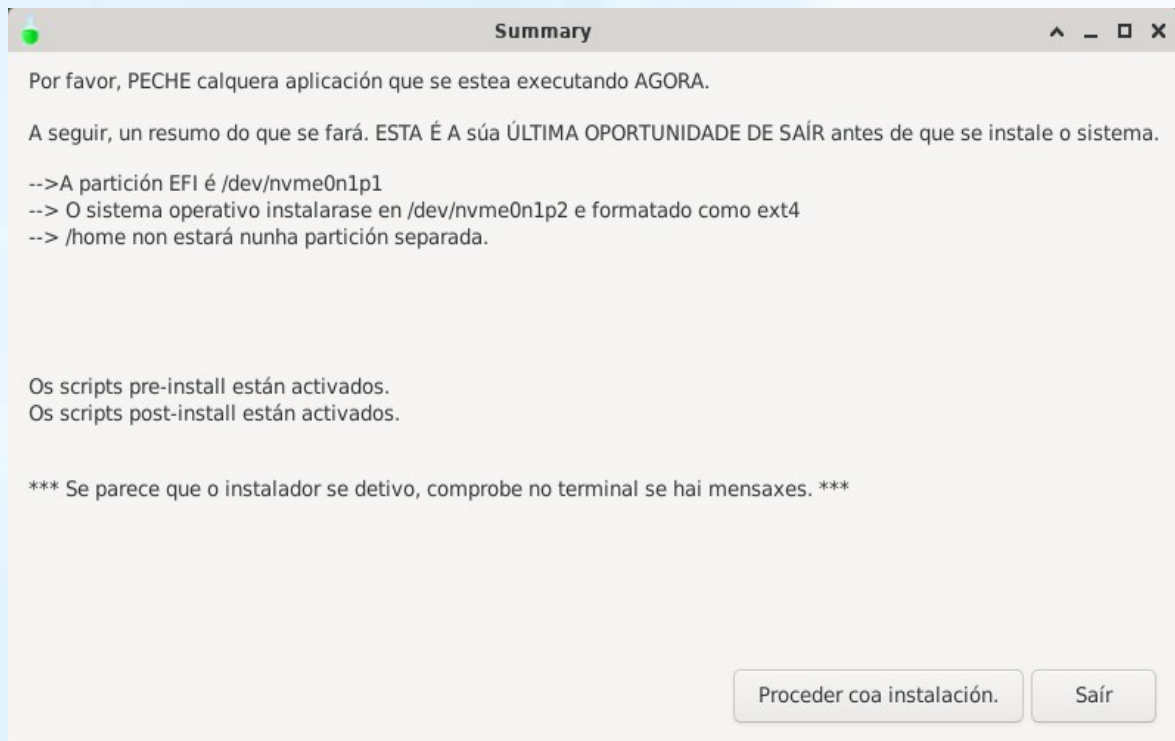 Summary
Por favor, PECHE calquera aplicación que se estea executando AGORA.
A seguir, un resumo do que se fará. ESTA É A súa ÚLTIMA OPORTUNIDADE DE SAÍR antes de que se instale o sistema.
-->A partición EFI é /dev/nvme0n1p1
--> O sistema operativo instalarase en /dev/nvme0n1p2 e formatado como ext4
--> /home non estará nunha partición separada.
Os scripts pre-install están activados.
Os scripts post-install están activados.
*** Se parece que o instalador se detivo, comprobe no terminal se hai mensaxes. ***
Proceder coa instalación.
Saír